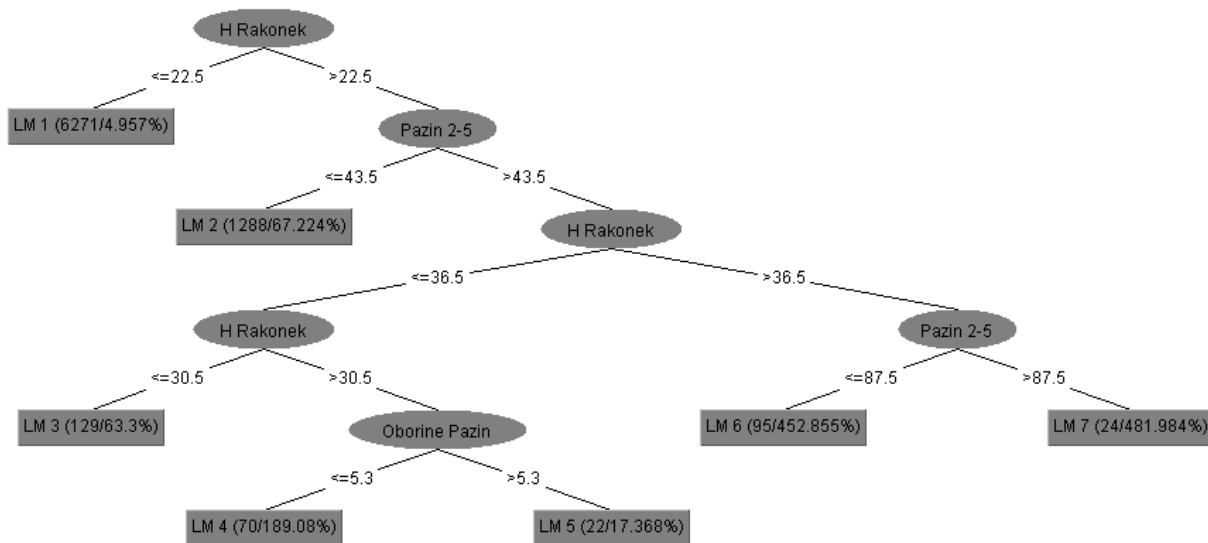 H Rakonek
<=22.5 >22.5
LM 1 (6271/4.957%)
Pazin 2-5
<=43.5 >43.5
LM 2 (1288/67.224%)
H Rakonek
<=36.5 >36.5
H Rakonek Pazin 2-5
<=30.5 >30.5 <=87.5 >87.5
LM 3 (129/63.3%) Oborine Pazin LM 6 (95/452.855%) LM 7 (24/481.984%)
<=5.3 >5.3
LM 4 (70/189.08%) LM 5 (22/17.368%)